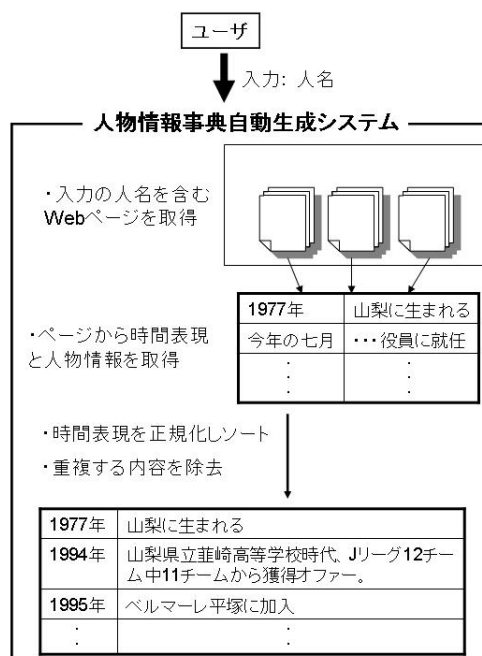 ユーザ
入力: 人名
人物情報事典自動生成システム
・入力の人名を含む
Webページを取得
1977年 山梨に生まれる
今年の七月 ・・・役員に就任
: :
・ページから時間表現
と人物情報を取得
・時間表現を正規化しソート
・重複する内容を除去
1977年 山梨に生まれる
1994年 山梨県立韮崎高等学校時代、Jリーグ12チー
ム中11チームから獲得オファー。
1995年 ベルマーレ平塚に加入
: :